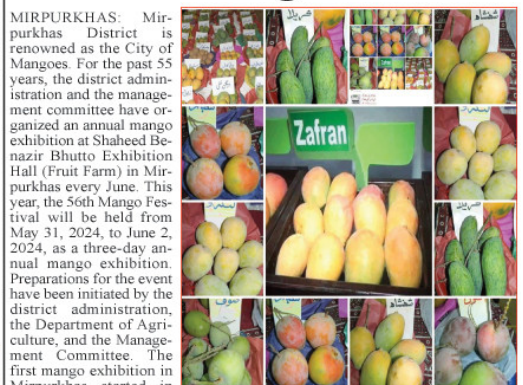 MIRPURKHAS: Mir-
purkhas District is
renowned as the City of
Mangoes. For the past 55
years, the district admin-
istration and the manage-
ment committee have or-
ganized an annual mango
exhibition at Shaheed Be-
nazir Bhutto Exhibition
Hall (Fruit Farm) in Mir-
purkhas every June. This
year, the 56th Mango Fes-
tival will be held from
May 31, 2024, to June 2,
2024, as a three-day an-
nual mango exhibition.
Preparations for the event
have been initiated by the
district administration,
the Department of Agri-
culture, and the Manage-
ment Committee. The
first mango exhibition in
Mirpurkhas started in
Zafran